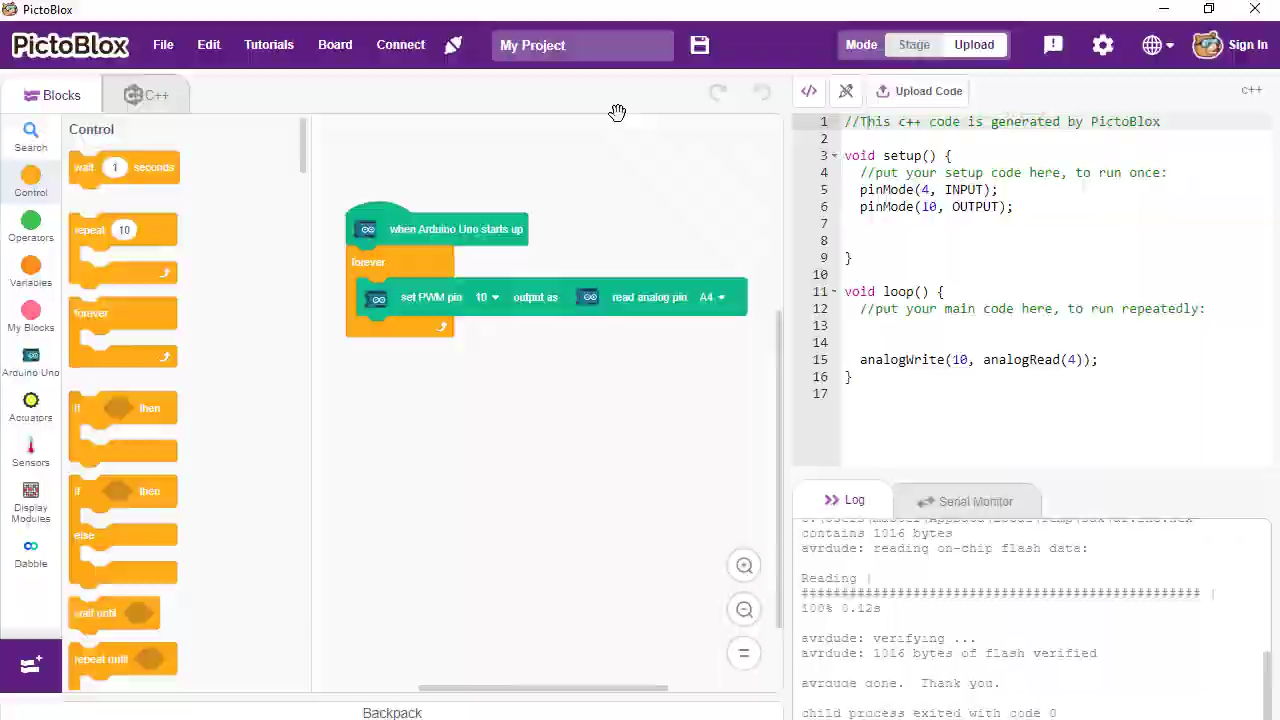 PictoBlox
PictoBlox File Edit Tutorials Board Connect My Project Mode Stage Upload Sign In
Blocks C++ Upload Code C++
Search
Control
Operators
Variables
My Blocks
Arduino Uno
Actuators
Sensors
Display
Modules
Dabble
Control
wait 1 seconds
repeat 10
forever
if then
if then
else
wait until
repeat until
when Arduino Uno starts up
forever
set PWM pin 10 output as read analog pin A4
Backpack
1 //This c++ code is generated by PictoBlox
2
3 void setup() {
4 //put your setup code here, to run once:
5 pinMode(4, INPUT);
6 pinMode(10, OUTPUT);
7
8
9 }
10
11 void loop() {
12 //put your main code here, to run repeatedly:
13
14
15 analogWrite(10, analogRead(4));
16 }
17
Log Serial Monitor
contains 1016 bytes
avrdude: reading on-chip flash data:
Reading |
################################################## |
100% 0.12s
avrdude: verifying ...
avrdude: 1016 bytes of flash verified
avrdude done. Thank you.
child process exited with code 0